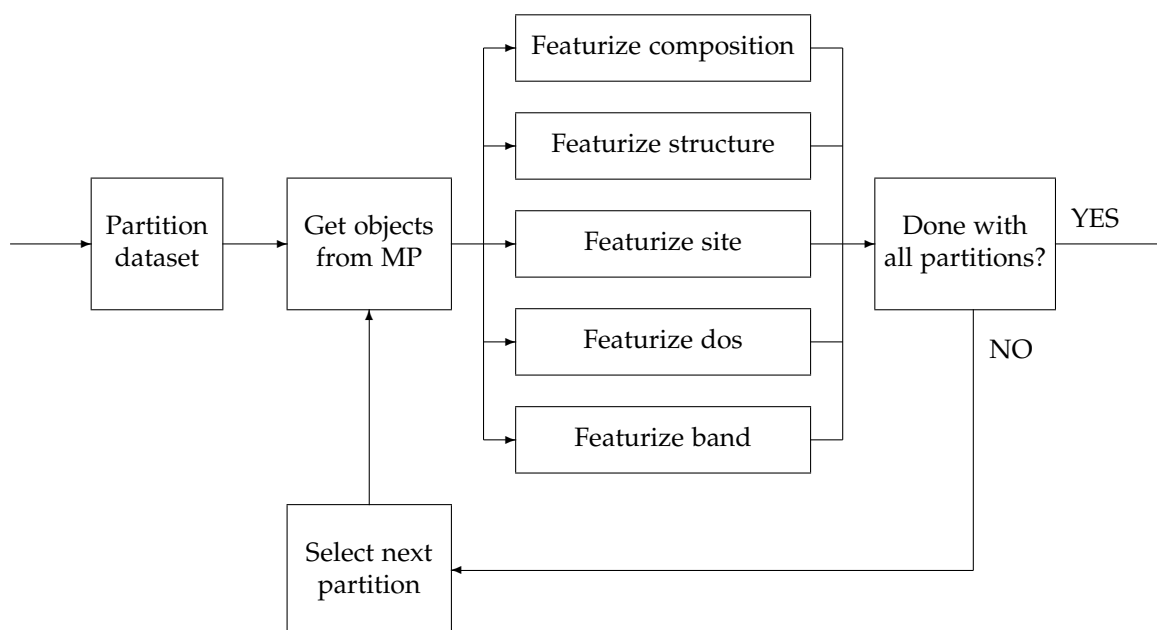 Featurize composition
Featurize structure
Partition
dataset
Get objects
from MP
Featurize site
Done with
all partitions?
YES
Featurize dos
NO
Featurize band
Select next
partition